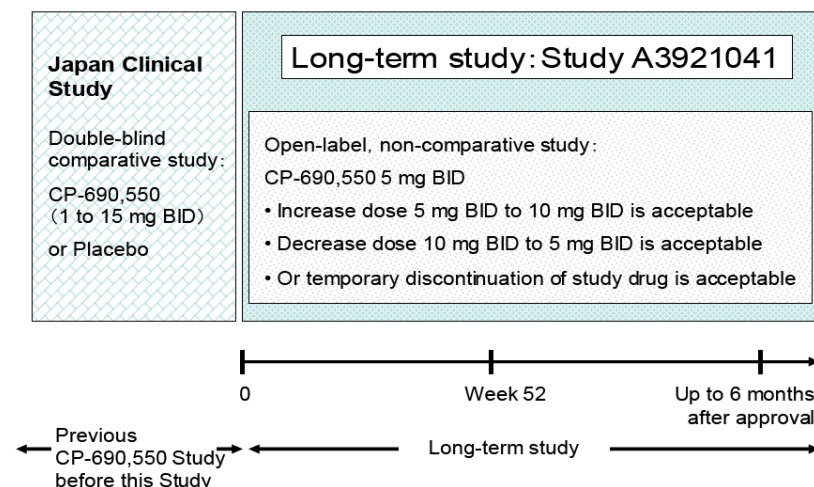 Japan Clinical
Study
Double-blind
comparative study:
CP-690,550
(1 to 15 mg BID)
or Placebo
Long-term study: Study A3921041
Open-label, non-comparative study:
CP-690,550 5 mg BID
• Increase dose 5 mg BID to 10 mg BID is acceptable
• Decrease dose 10 mg BID to 5 mg BID is acceptable
• Or temporary discontinuation of study drug is acceptable
0
Week 52
Up to 6 months
after approval
Previous
CP-690,550 Study
before this Study
Long-term study